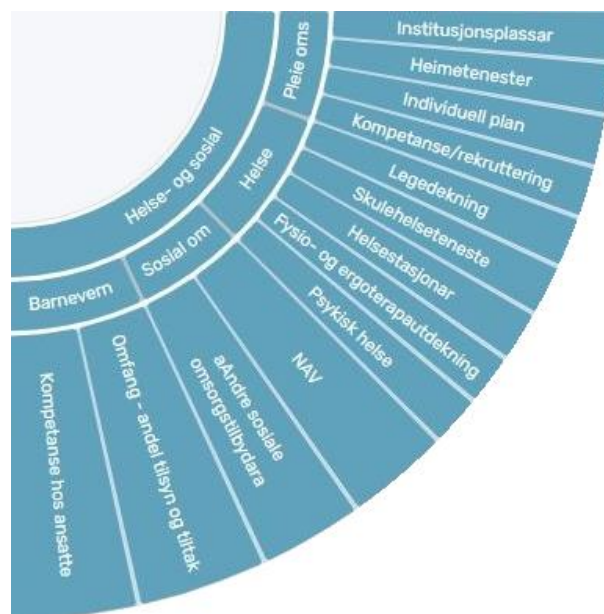 Helse- og sosial
Pleie oms
Helse
Sosial om
Barnevern
Institusjonsplassar
Heimetenester
Individuell plan
Kompetanse/rekruttering
Legedekning
Skulehelseteneste
Helsestasjonar
Fysio- og ergoterapautdekning
Psykisk helse
NAV
aAndre sosiale
omsorgstilbydara
Omfang - andel tilsyn og tiltak
Kompetanse hos ansatte